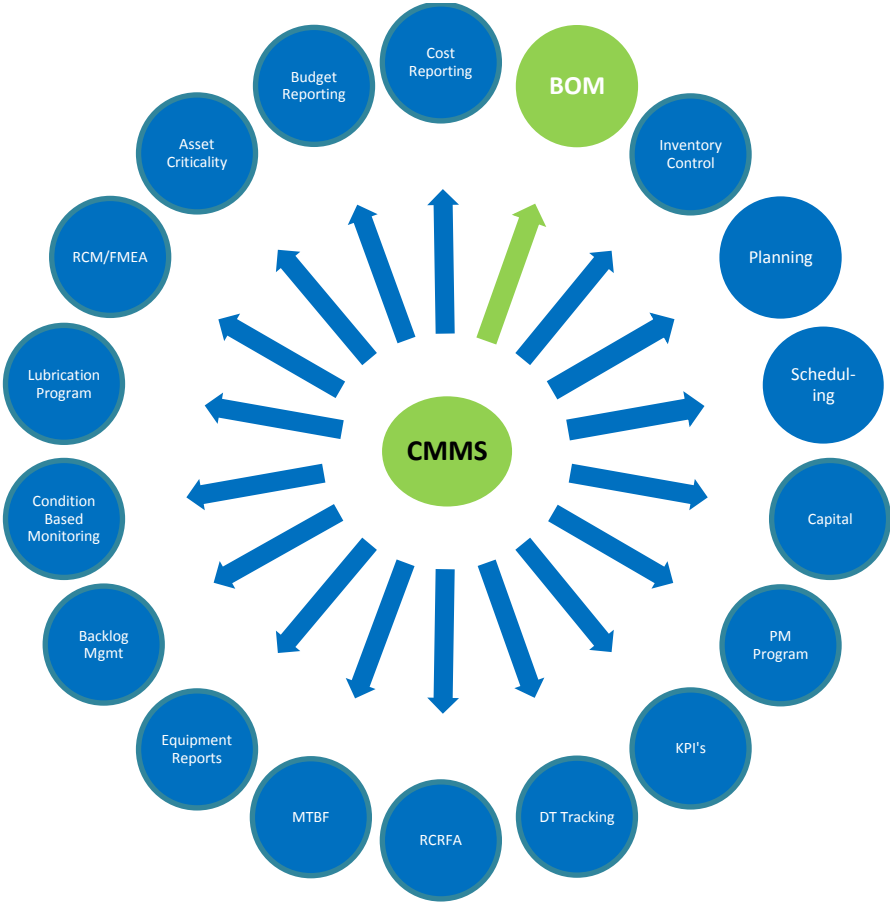 Cost
Reporting
BOM
Inventory
Control
Planning
Schedul-
ing
Capital
PM
Program
KPI's
DT Tracking
RCRFA
MTBF
Equipment
Reports
Backlog
Mgmt
Condition
Based
Monitoring
Lubrication
Program
RCM/FMEA
Asset
Criticality
Budget
Reporting
CMMS